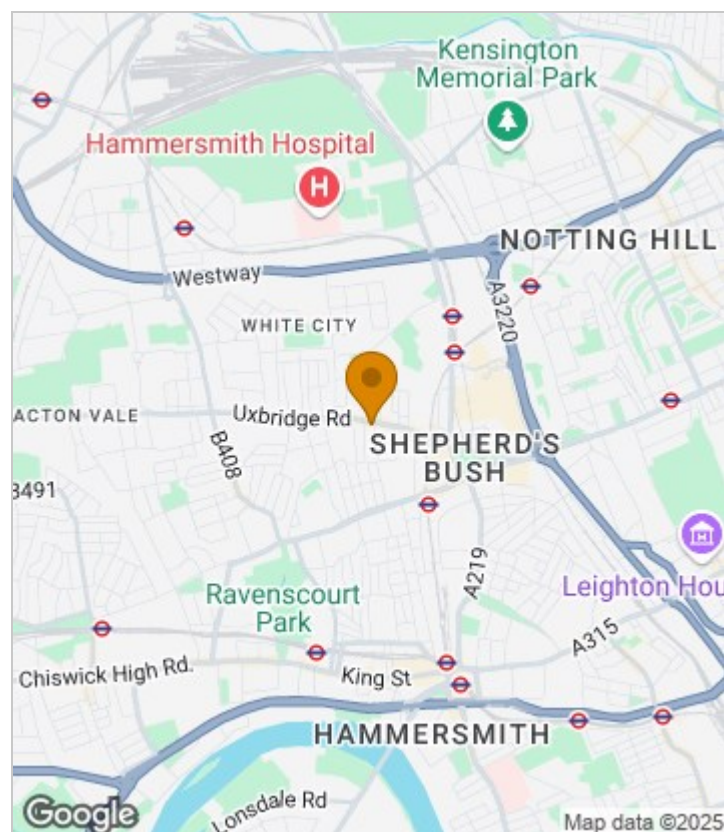 Kensington
Memorial Park
Hammersmith Hospital
H
NOTTING HILL
Westway
A3220
WHITE CITY
ACTON VALE
Uxbridge Rd
SHEPHERD'S
BUSH
B408
B491
A219
Leighton Hou
Ravenscourt
Park
A315
Chiswick High Rd.
King St
HAMMERSMITH
Lonsdale Rd
Google
Map data ©2025